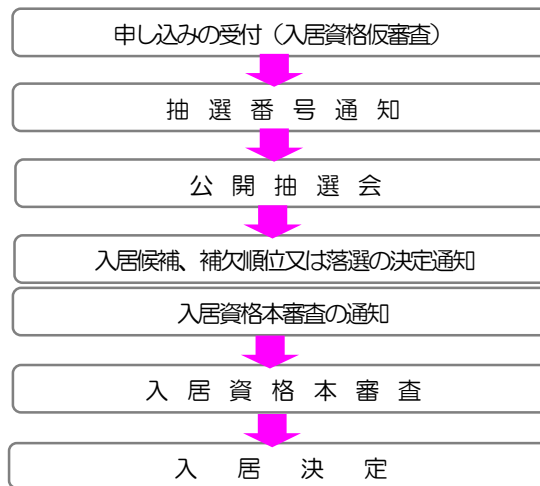 申し込みの受付（入居資格仮審査）
抽選番号通知
公開抽選会
入居候補、補欠順位又は落選の決定通知
入居資格本審査の通知
入居資格本審査
入居決定